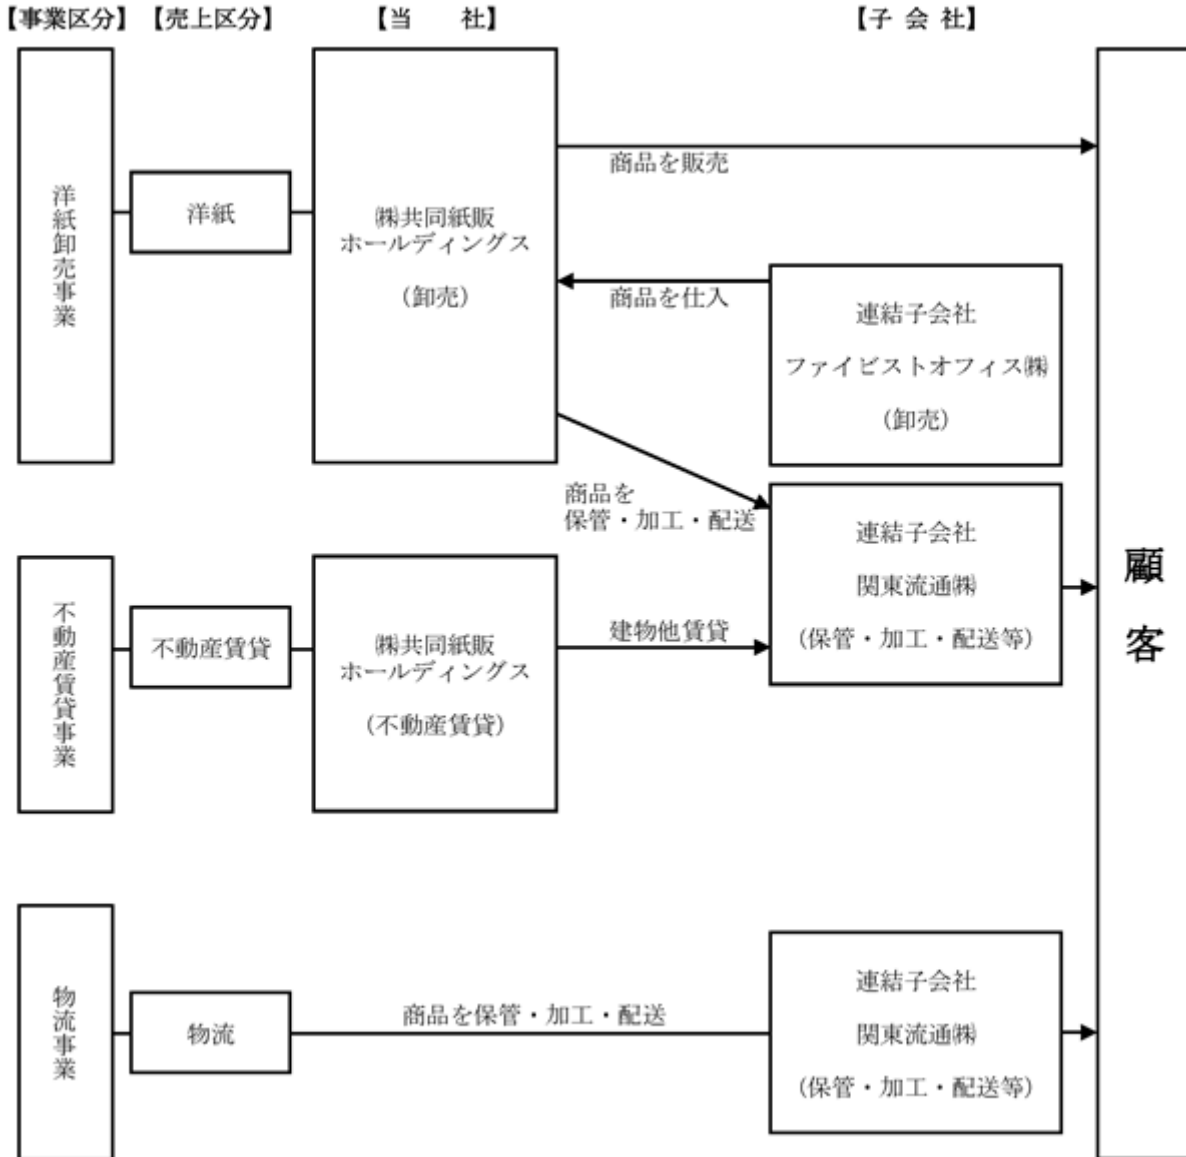 【事業区分】 【売上区分】 【当　　社】 【子 会 社】
洋紙卸売事業
洋紙
㈱共同紙販
ホールディングス
（卸売）
商品を販売
商品を仕入
連結子会社
ファイビストオフィス㈱
（卸売）
商品を
保管・加工・配送
連結子会社
関東流通㈱
（保管・加工・配送等）
不動産賃貸事業
不動産賃貸
㈱共同紙販
ホールディングス
（不動産賃貸）
建物他賃貸
物流事業
物流
商品を保管・加工・配送
連結子会社
関東流通㈱
（保管・加工・配送等）
顧客